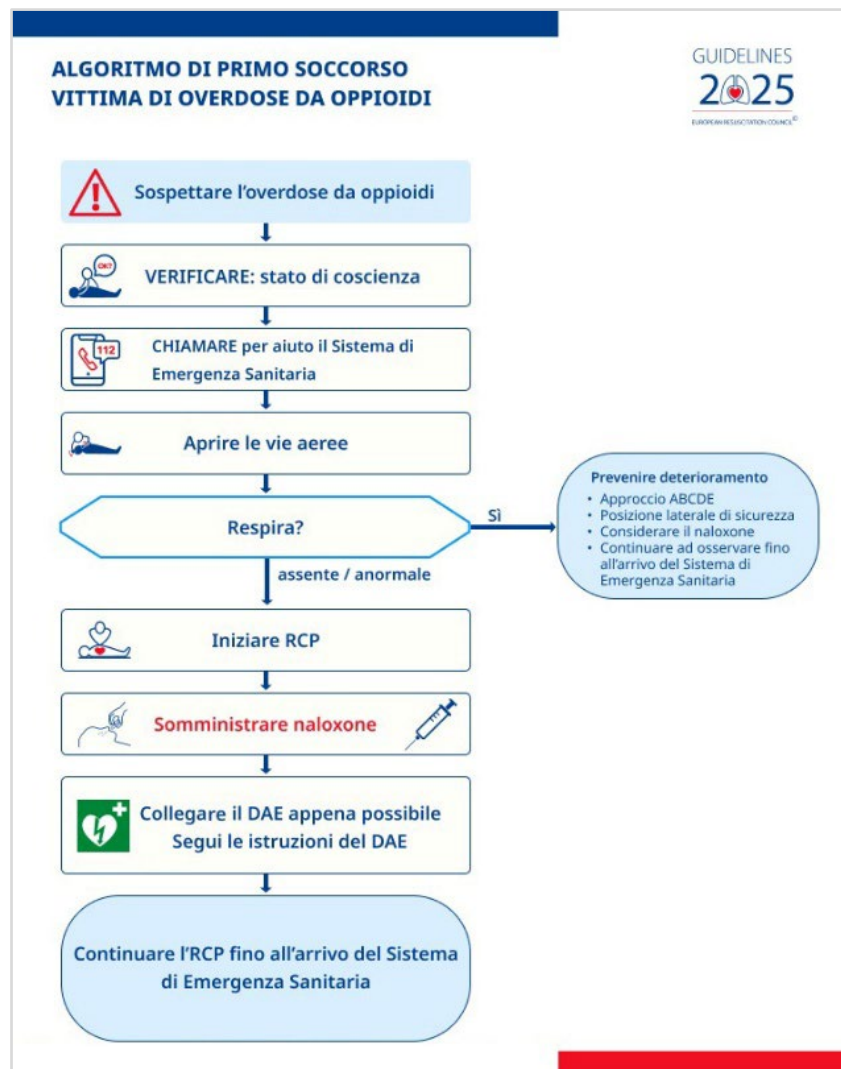 ALGORITMO DI PRIMO SOCCORSO
VITTIMA DI OVERDOSE DA OPPIOIDI
GUIDELINES
2025
EUROPEAN RESUSCITATION COUNCIL©
Sospettare l'overdose da oppioidi
OK?
VERIFICARE: stato di coscienza
112
CHIAMARE per aiuto il Sistema di
Emergenza Sanitaria
Aprire le vie aeree
Respira?
Sì
Prevenire deterioramento
• Approccio ABCDE
• Posizione laterale di sicurezza
• Considerare il naloxone
• Continuare ad osservare fino
all'arrivo del Sistema di
Emergenza Sanitaria
assente / anormale
Iniziare RCP
Somministrare naloxone
Collegare il DAE appena possibile
Segui le istruzioni del DAE
Continuare l'RCP fino all'arrivo del Sistema
di Emergenza Sanitaria